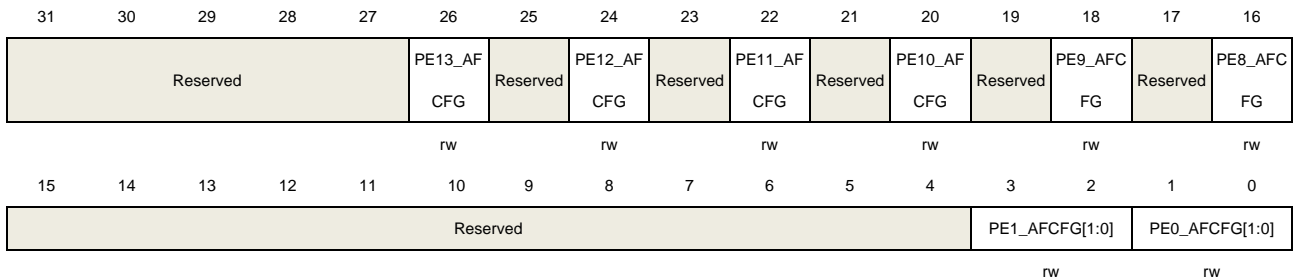 31 30 29 28 27 26 25 24 23 22 21 20 19 18 17 16
Reserved PE13_AF CFG Reserved PE12_AF CFG Reserved PE11_AF CFG Reserved PE10_AF CFG Reserved PE9_AFC FG Reserved PE8_AFC FG
rw rw rw rw rw rw
15 14 13 12 11 10 9 8 7 6 5 4 3 2 1 0
Reserved PE1_AFCFG[1:0] PE0_AFCFG[1:0]
rw rw